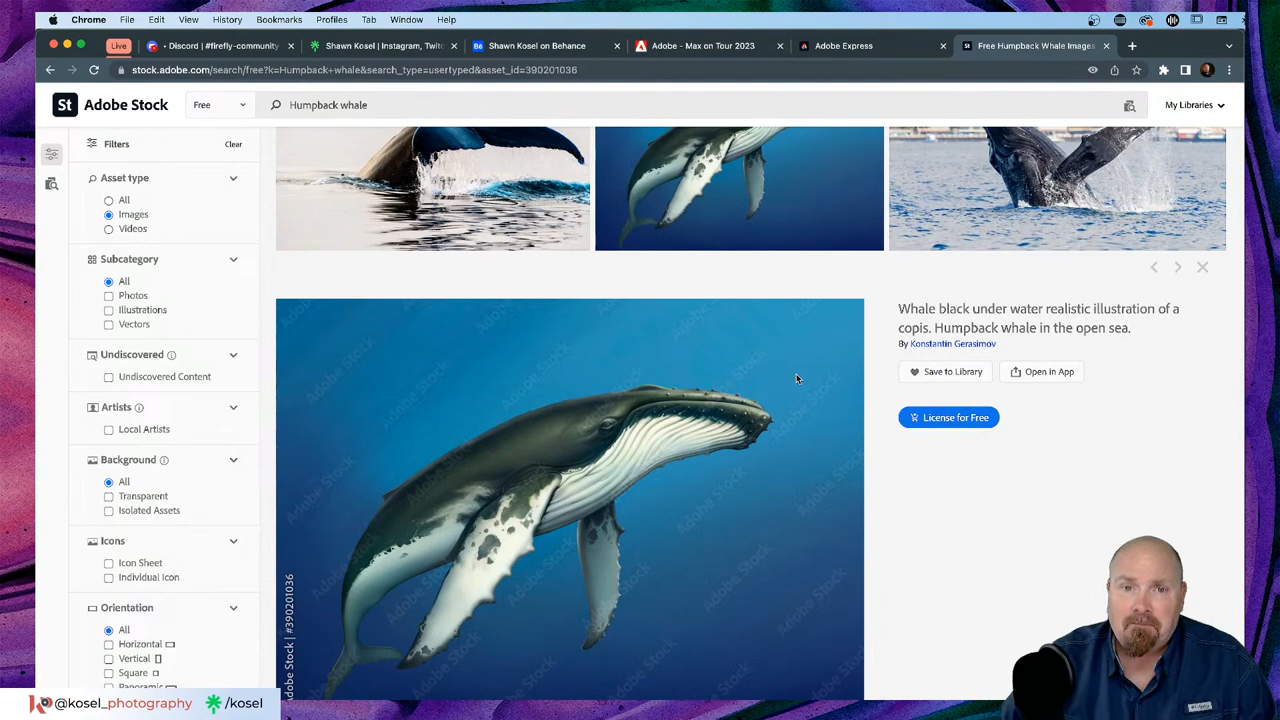 Chrome File Edit View History Bookmarks Profiles Tab Window Help
Live Discord | #firefly-community Shawn Kosel | Instagram, Twitc Shawn Kosel on Behance Adobe - Max on Tour 2023 Adobe Express Free Humpback Whale Images
stock.adobe.com/search/free?k=Humpback+whale&search_type=usertyped&asset_id=390201036
St Adobe Stock Free Humpback whale My Libraries
Filters Clear
Asset type
All
Images
Videos
Subcategory
All
Photos
Illustrations
Vectors
Undiscovered
Undiscovered Content
Artists
Local Artists
Background
All
Transparent
Isolated Assets
Icons
Icon Sheet
Individual Icon
Orientation
All
Horizontal
Vertical
Square
Panoramic
Adobe Stock | #390201036
Adobe Stock
Whale black under water realistic illustration of a
copis. Humpback whale in the open sea.
By Konstantin Gerasimov
Save to Library Open in App
License for Free
@kosel_photography /kosel